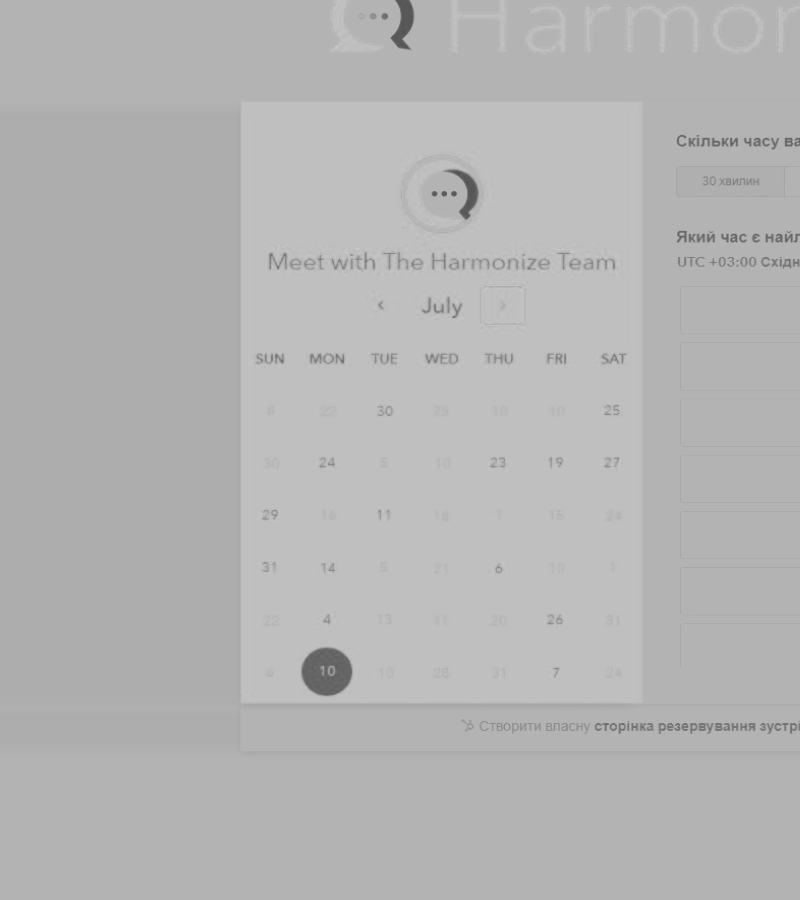 Harmon
Meet with The Harmonize Team
July
SUN MON TUE WED THU FRI SAT
8 22 30 25 10 10 25
30 24 5 10 23 19 27
29 16 11 18 1 15 24
31 14 5 21 6 19 1
22 4 13 11 20 26 31
6 10 19 28 31 7 24
Скільки часу ва
30 хвилин
Який час є найл
UTC +03:00 Східн
Створити власну сторінка резервування зустрі